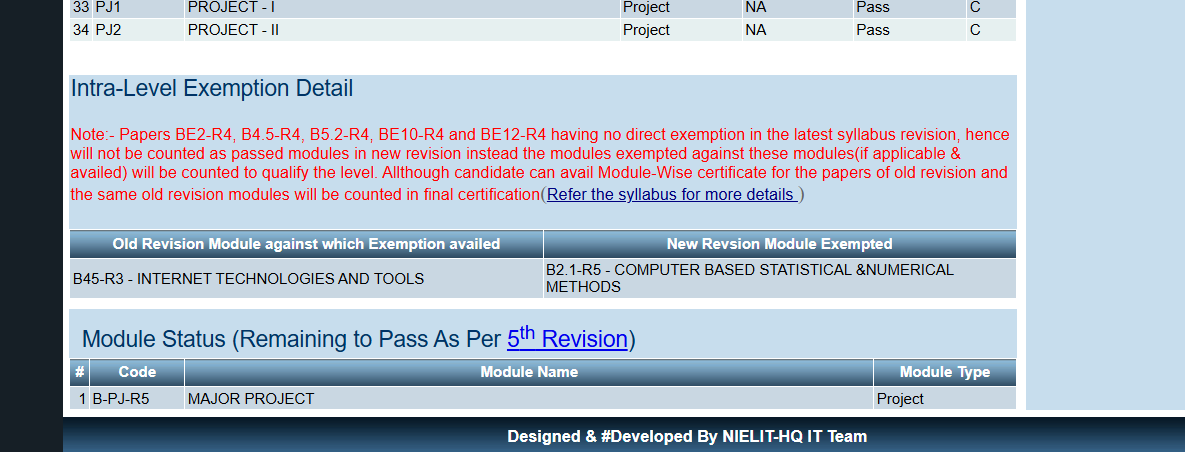 33 PJ1 PROJECT - I Project NA Pass C
34 PJ2 PROJECT - II Project NA Pass C
Intra-Level Exemption Detail
Note:- Papers BE2-R4, B4.5-R4, B5.2-R4, BE10-R4 and BE12-R4 having no direct exemption in the latest syllabus revision, hence
will not be counted as passed modules in new revision instead the modules exempted against these modules(if applicable &
availed) will be counted to qualify the level. Allthough candidate can avail Module-Wise certificate for the papers of old revision and
the same old revision modules will be counted in final certification(Refer the syllabus for more details )
Old Revision Module against which Exemption availed New Revsion Module Exempted
B45-R3 - INTERNET TECHNOLOGIES AND TOOLS B2.1-R5 - COMPUTER BASED STATISTICAL &NUMERICAL
METHODS
Module Status (Remaining to Pass As Per 5th Revision)
# Code Module Name Module Type
1 B-PJ-R5 MAJOR PROJECT Project
Designed & #Developed By NIELIT-HQ IT Team